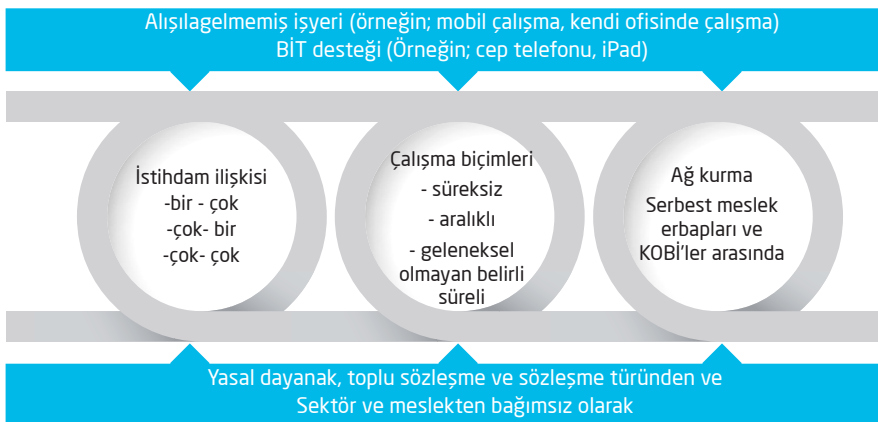 Alışılagelmemiş işyeri (örneğin; mobil çalışma, kendi ofisinde çalışma)
BİT desteği (Örneğin; cep telefonu, iPad)
İstihdam ilişkisi
-bir - çok
-çok- bir
-çok- çok
Çalışma biçimleri
- süreksiz
- aralıklı
- geleneksel
olmayan belirli
süreli
Ağ kurma
Serbest meslek
erbapları ve
KOBİ'ler arasında
Yasal dayanak, toplu sözleşme ve sözleşme türünden ve
Sektör ve meslekten bağımsız olarak